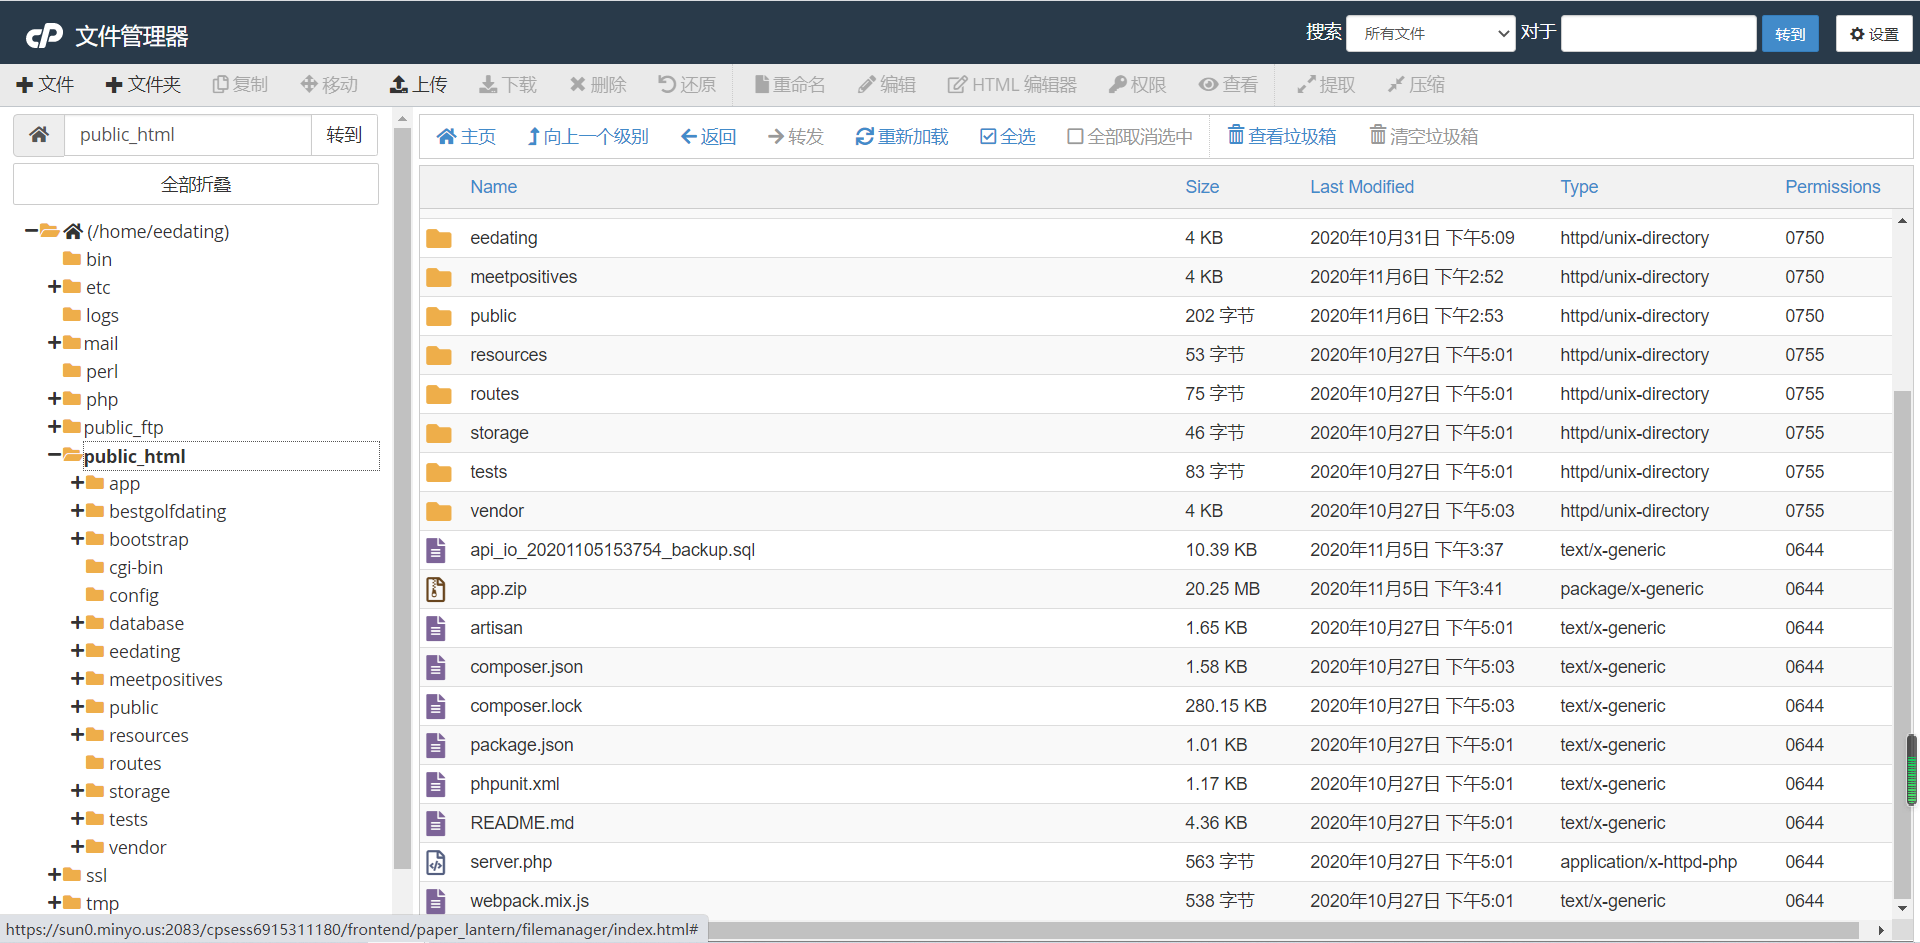 cP 文件管理器 搜索 所有文件 对于 转到 设置
文件 文件夹 复制 移动 上传 下载 删除 还原 重命名 编辑 HTML 编辑器 权限 查看 提取 压缩
public_html 转到
全部折叠
(/home/eedating)
bin
etc
logs
mail
perl
php
public_ftp
public_html
app
bestgolfdating
bootstrap
cgi-bin
config
database
eedating
meetpositives
public
resources
routes
storage
tests
vendor
ssl
tmp
主页 向上一个级别 返回 转发 重新加载 全选 全部取消选中 查看垃圾箱 清空垃圾箱
Name Size Last Modified Type Permissions
eedating 4 KB 2020年10月31日 下午5:09 httpd/unix-directory 0750
meetpositives 4 KB 2020年11月6日 下午2:52 httpd/unix-directory 0750
public 202 字节 2020年11月6日 下午2:53 httpd/unix-directory 0750
resources 53 字节 2020年10月27日 下午5:01 httpd/unix-directory 0755
routes 75 字节 2020年10月27日 下午5:01 httpd/unix-directory 0755
storage 46 字节 2020年10月27日 下午5:01 httpd/unix-directory 0755
tests 83 字节 2020年10月27日 下午5:01 httpd/unix-directory 0755
vendor 4 KB 2020年10月27日 下午5:03 httpd/unix-directory 0755
api_io_20201105153754_backup.sql 10.39 KB 2020年11月5日 下午3:37 text/x-generic 0644
app.zip 20.25 MB 2020年11月5日 下午3:41 package/x-generic 0644
artisan 1.65 KB 2020年10月27日 下午5:01 text/x-generic 0644
composer.json 1.58 KB 2020年10月27日 下午5:03 text/x-generic 0644
composer.lock 280.15 KB 2020年10月27日 下午5:03 text/x-generic 0644
package.json 1.01 KB 2020年10月27日 下午5:01 text/x-generic 0644
phpunit.xml 1.17 KB 2020年10月27日 下午5:01 text/x-generic 0644
README.md 4.36 KB 2020年10月27日 下午5:01 text/x-generic 0644
server.php 563 字节 2020年10月27日 下午5:01 application/x-httpd-php 0644
webpack.mix.js 538 字节 2020年10月27日 下午5:01 text/x-generic 0644
https://sun0.minyo.us:2083/cpsess6915311180/frontend/paper_lantern/filemanager/index.html#